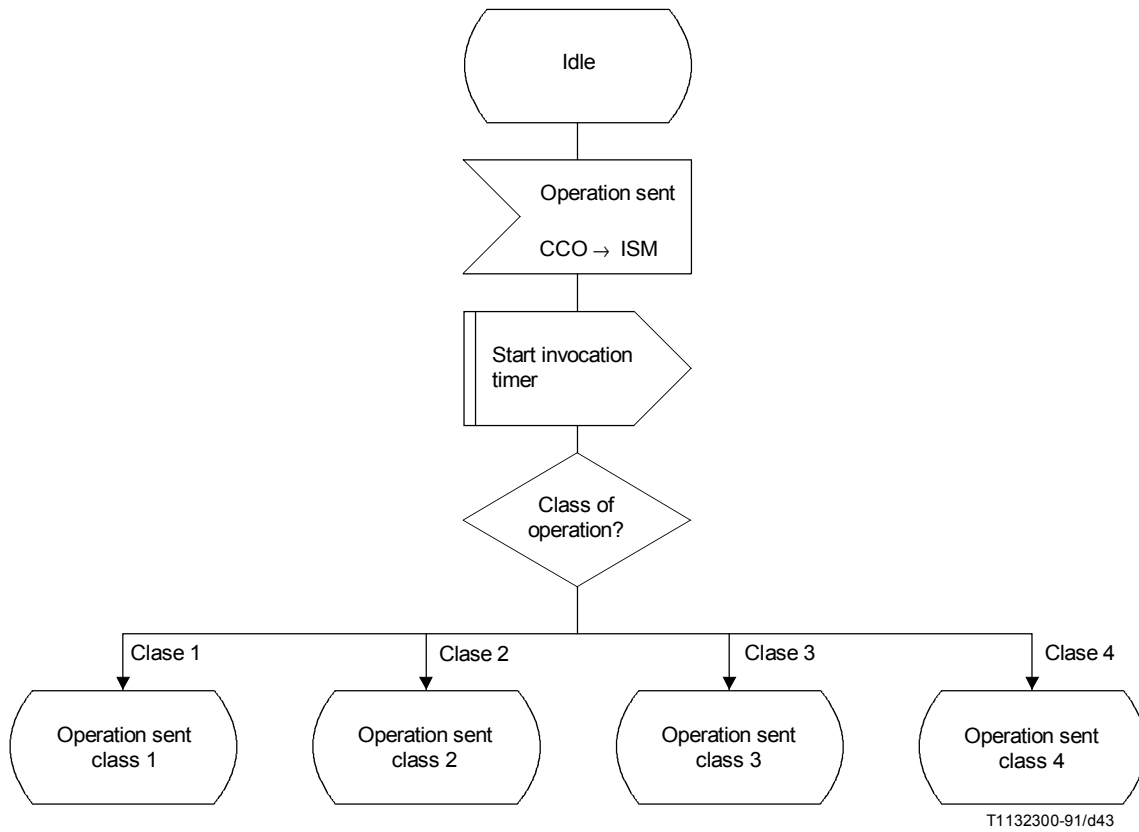 Idle
Operation sent
CCO → ISM
Start invocation
timer
Class of
operation?
Clase 1
Clase 2
Clase 3
Clase 4
Operation sent
class 1
Operation sent
class 2
Operation sent
class 3
Operation sent
class 4
T1132300-91/d43